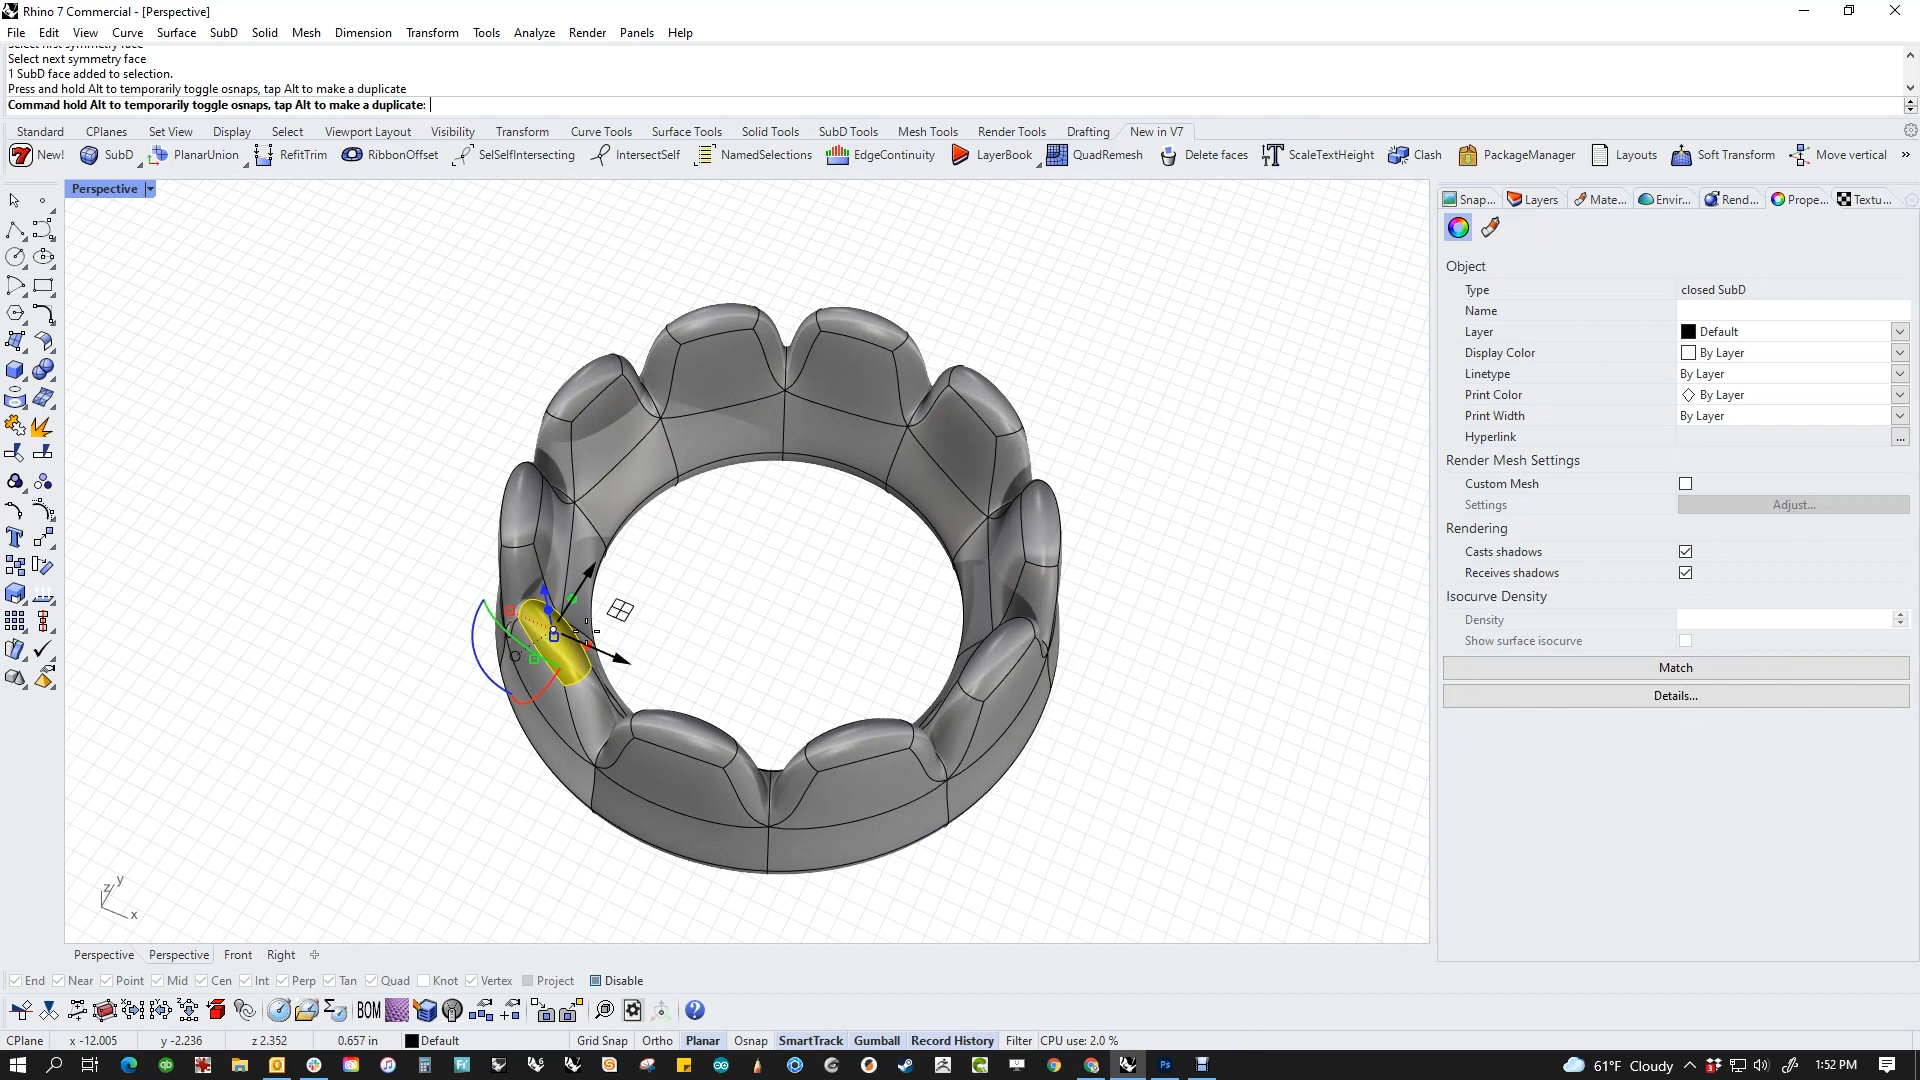 Rhino 7 Commercial - [Perspective]
File Edit View Curve Surface SubD Solid Mesh Dimension Transform Tools Analyze Render Panels Help
Select next symmetry face
1 SubD face added to selection.
Press and hold Alt to temporarily toggle osnaps, tap Alt to make a duplicate
Command hold Alt to temporarily toggle osnaps, tap Alt to make a duplicate:
Standard CPlanes Set View Display Select Viewport Layout Visibility Transform Curve Tools Surface Tools Solid Tools SubD Tools Mesh Tools Render Tools Drafting New in V7
New! SubD PlanarUnion RefitTrim RibbonOffset SelSelfIntersecting IntersectSelf NamedSelections EdgeContinuity LayerBook QuadRemesh Delete faces ScaleTextHeight Clash PackageManager Layouts Soft Transform Move vertical »
Perspective
Snap... Layers Mate... Envir... Rend... Prope... Textu...
Object
Type closed SubD
Name
Layer Default
Display Color By Layer
Linetype By Layer
Print Color By Layer
Print Width By Layer
Hyperlink ...
Render Mesh Settings
Custom Mesh
Settings Adjust...
Rendering
Casts shadows
Receives shadows
Isocurve Density
Density
Show surface isocurve
Match
Details...
z y
x
Perspective Perspective Front Right
End Near Point Mid Cen Int Perp Tan Quad Knot Vertex Project Disable
BOM
CPlane x -12.005 y -2.236 z 2.352 0.657 in Default Grid Snap Ortho Planar Osnap SmartTrack Gumball Record History Filter CPU use: 2.0 %
61°F Cloudy 1:52 PM